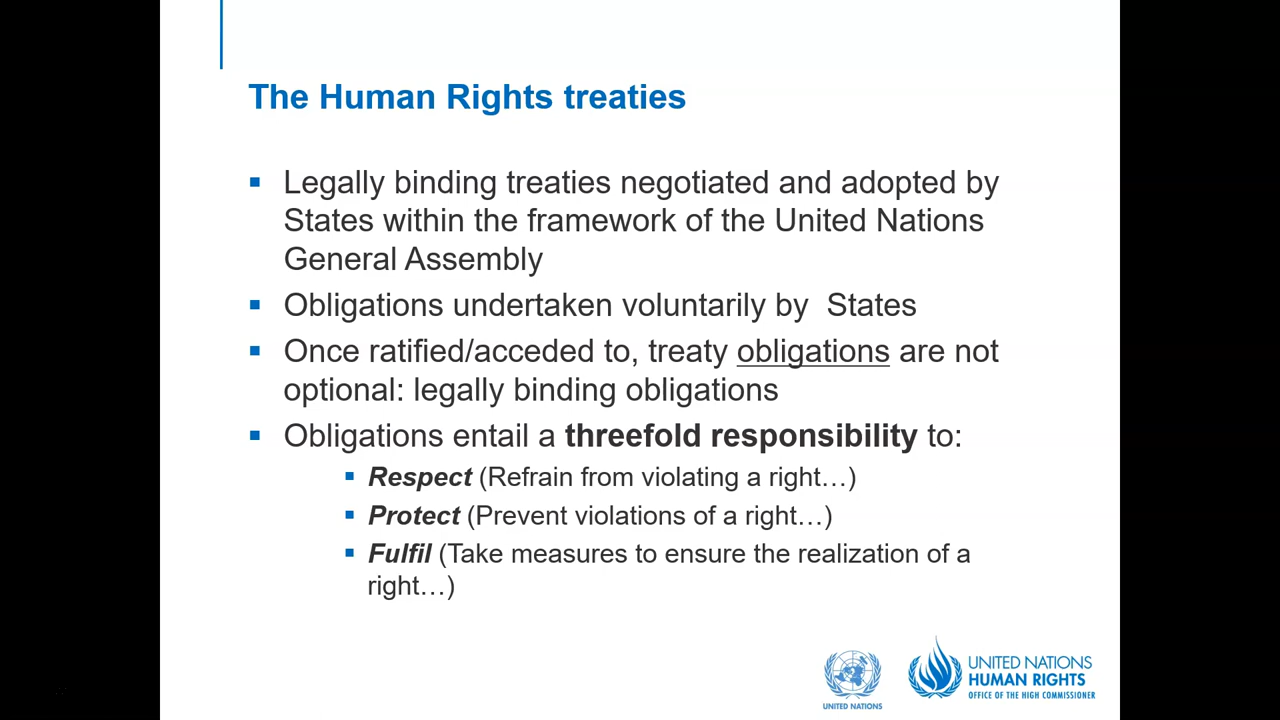 The Human Rights treaties
▪ Legally binding treaties negotiated and adopted by
States within the framework of the United Nations
General Assembly
▪ Obligations undertaken voluntarily by  States
▪ Once ratified/acceded to, treaty obligations are not
optional: legally binding obligations
▪ Obligations entail a threefold responsibility to:
▪ Respect (Refrain from violating a right…)
▪ Protect (Prevent violations of a right…)
▪ Fulfil (Take measures to ensure the realization of a
right…)
UNITED NATIONS
UNITED NATIONS
HUMAN RIGHTS
OFFICE OF THE HIGH COMMISSIONER